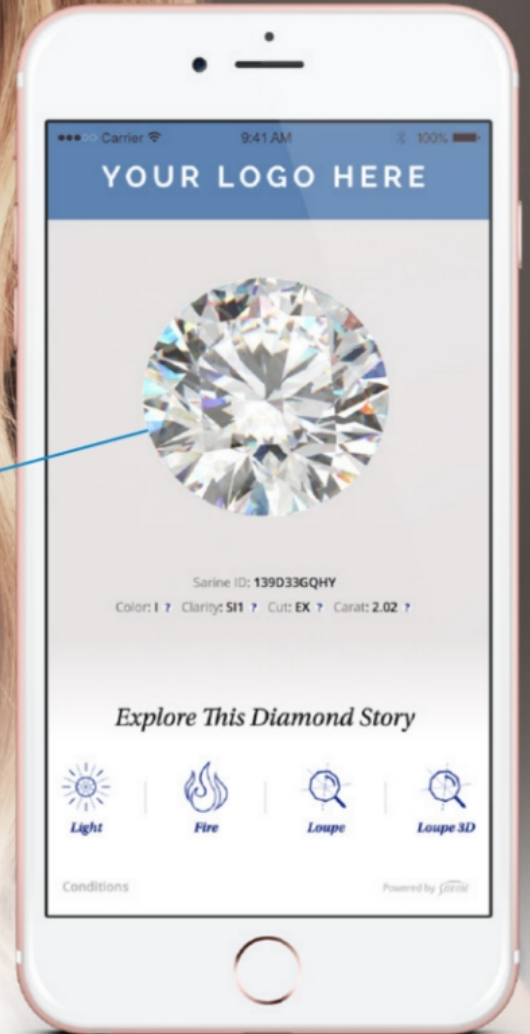 Carrier 9:41 AM 100%
YOUR LOGO HERE
Sarine ID: 139D33GQHY
Color: I ? Clarity: SI1 ? Cut: EX ? Carat: 2.02 ?
Explore This Diamond Story
Light Fire Loupe Loupe 3D
Conditions Powered by